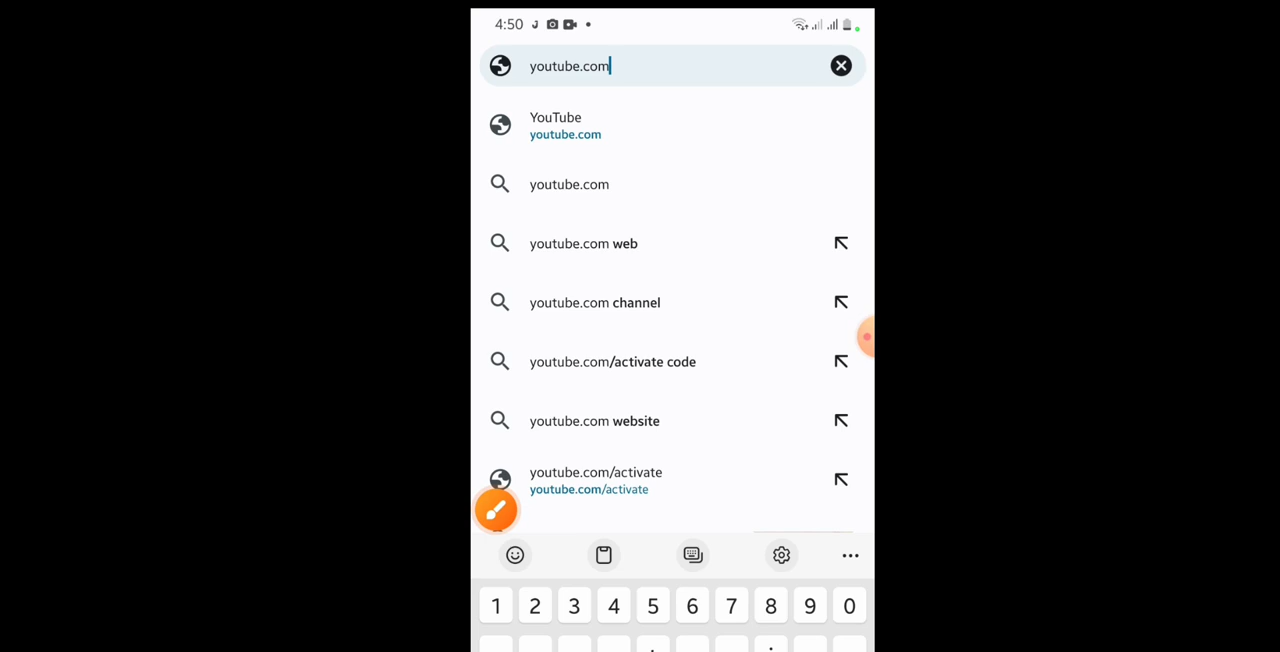 4:50
youtube.com
YouTube
youtube.com
youtube.com
youtube.com web
youtube.com channel
youtube.com/activate code
youtube.com website
youtube.com/activate
youtube.com/activate
1 2 3 4 5 6 7 8 9 0